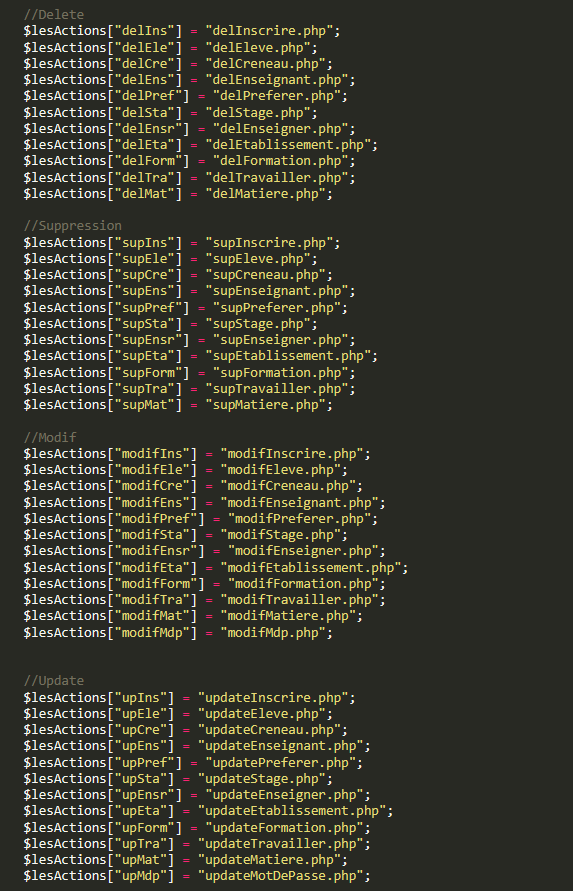 //Delete
$lesActions["delIns"] = "delInscrire.php";
$lesActions["delEle"] = "delEleve.php";
$lesActions["delCre"] = "delCreneau.php";
$lesActions["delEns"] = "delEnseignant.php";
$lesActions["delPref"] = "delPreferer.php";
$lesActions["delSta"] = "delStage.php";
$lesActions["delEnsr"] = "delEnseigner.php";
$lesActions["delEta"] = "delEtablissement.php";
$lesActions["delForm"] = "delFormation.php";
$lesActions["delTra"] = "delTravailler.php";
$lesActions["delMat"] = "delMatiere.php";
//Suppression
$lesActions["supIns"] = "supInscrire.php";
$lesActions["supEle"] = "supEleve.php";
$lesActions["supCre"] = "supCreneau.php";
$lesActions["supEns"] = "supEnseignant.php";
$lesActions["supPref"] = "supPreferer.php";
$lesActions["supSta"] = "supStage.php";
$lesActions["supEnsr"] = "supEnseigner.php";
$lesActions["supEta"] = "supEtablissement.php";
$lesActions["supForm"] = "supFormation.php";
$lesActions["supTra"] = "supTravailler.php";
$lesActions["supMat"] = "supMatiere.php";
//Modif
$lesActions["modifIns"] = "modifInscrire.php";
$lesActions["modifEle"] = "modifEleve.php";
$lesActions["modifCre"] = "modifCreneau.php";
$lesActions["modifEns"] = "modifEnseignant.php";
$lesActions["modifPref"] = "modifPreferer.php";
$lesActions["modifSta"] = "modifStage.php";
$lesActions["modifEnsr"] = "modifEnseigner.php";
$lesActions["modifEta"] = "modifEtablissement.php";
$lesActions["modifForm"] = "modifFormation.php";
$lesActions["modifTra"] = "modifTravailler.php";
$lesActions["modifMat"] = "modifMatiere.php";
$lesActions["modifMdp"] = "modifMdp.php";
//Update
$lesActions["upIns"] = "updateInscrire.php";
$lesActions["upEle"] = "updateEleve.php";
$lesActions["upCre"] = "updateCreneau.php";
$lesActions["upEns"] = "updateEnseignant.php";
$lesActions["upPref"] = "updatePreferer.php";
$lesActions["upSta"] = "updateStage.php";
$lesActions["upEnsr"] = "updateEnseigner.php";
$lesActions["upEta"] = "updateEtablissement.php";
$lesActions["upForm"] = "updateFormation.php";
$lesActions["upTra"] = "updateTravailler.php";
$lesActions["upMat"] = "updateMatiere.php";
$lesActions["upMdp"] = "updateMotDePasse.php";